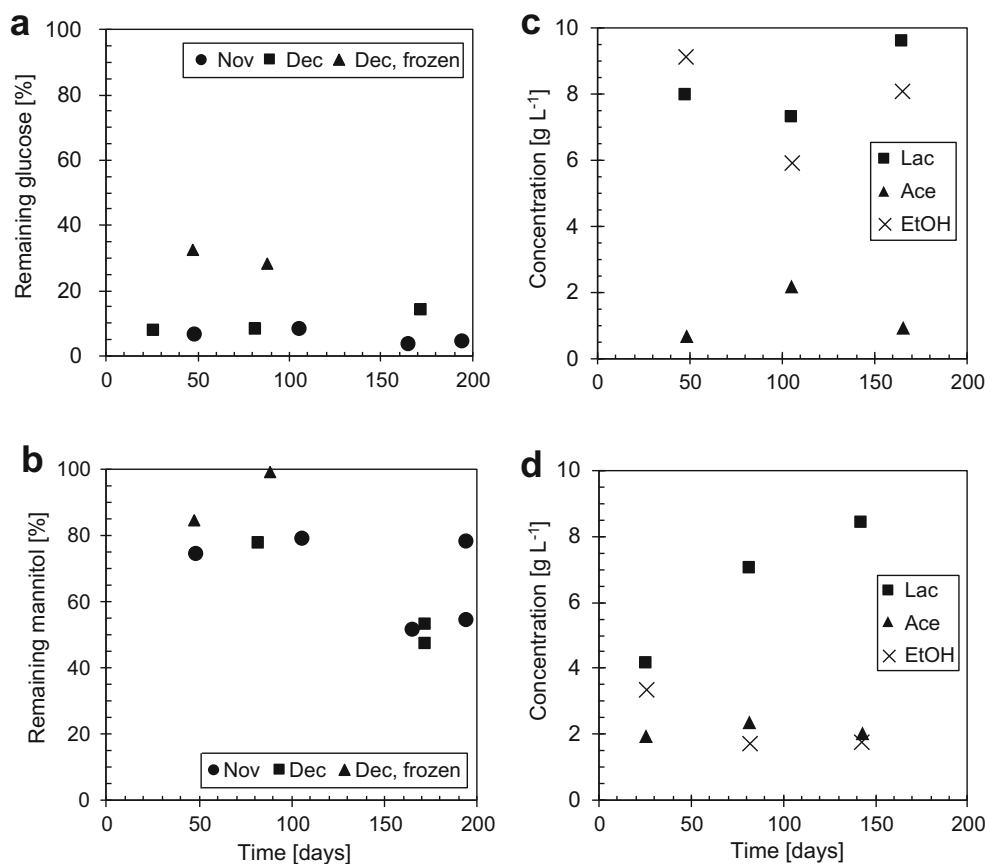 a
100
80
60
40
20
0
Remaining glucose [%]
Nov Dec Dec, frozen
0 50 100 150 200
c
10
8
6
4
2
0
Concentration [g L⁻¹]
Lac
Ace
EtOH
0 50 100 150 200
b
100
80
60
40
20
0
Remaining mannitol [%]
Nov Dec Dec, frozen
0 50 100 150 200
Time [days]
d
10
8
6
4
2
0
Concentration [g L⁻¹]
Lac
Ace
EtOH
0 50 100 150 200
Time [days]